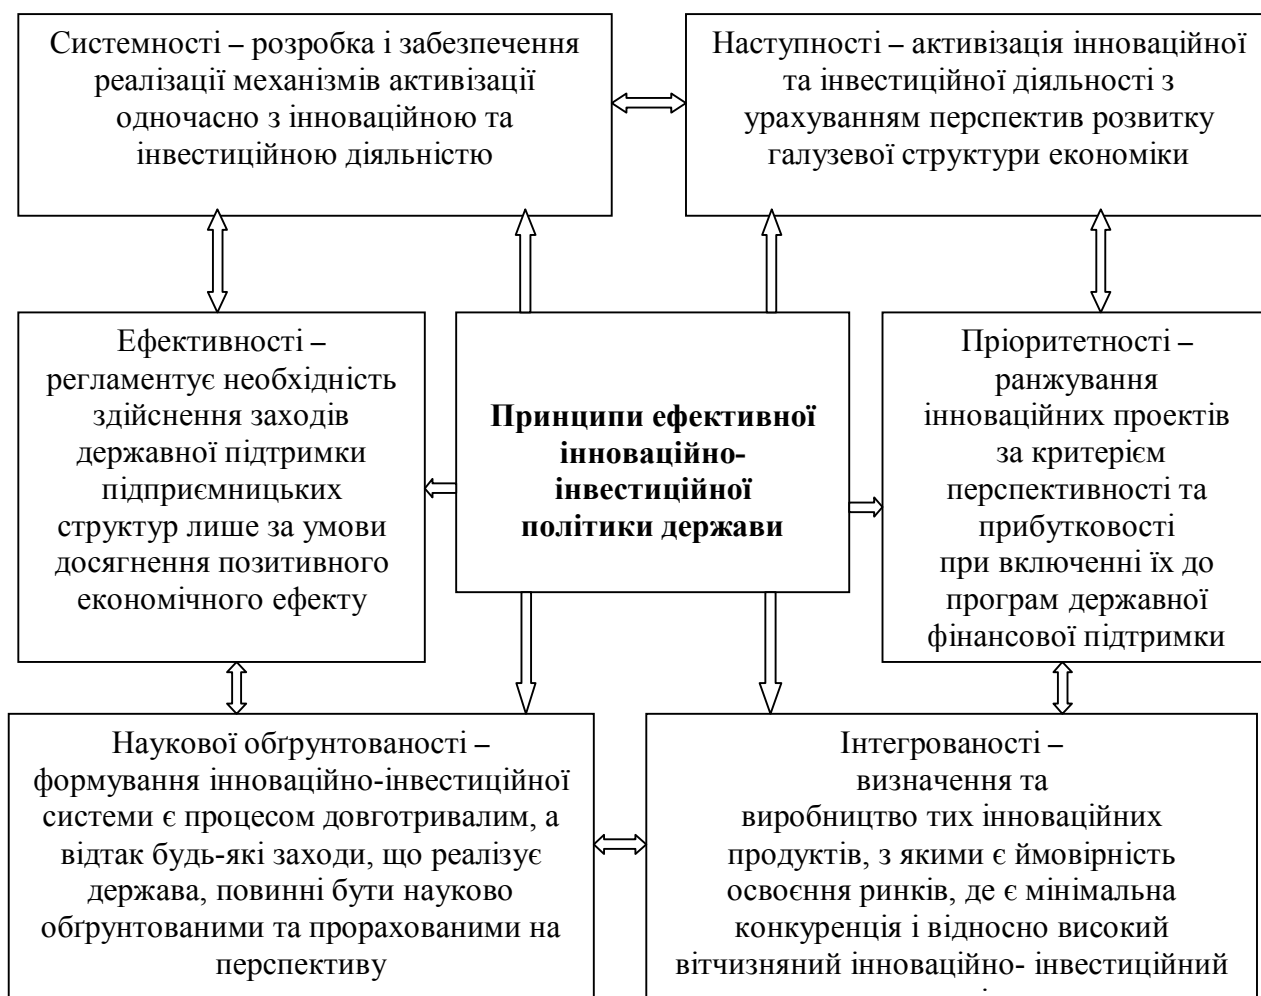 Системності – розробка і забезпечення
реалізації механізмів активізації
одночасно з інноваційною та
інвестиційною діяльністю
Наступності – активізація інноваційної
та інвестиційної діяльності з
урахуванням перспектив розвитку
галузевої структури економіки
Ефективності –
регламентує необхідність
здійснення заходів
державної підтримки
підприємницьких
структур лише за умови
досягнення позитивного
економічного ефекту
Принципи ефективної
інноваційно-
інвестиційної
політики держави
Пріоритетності –
ранжування
інноваційних проектів
за критерієм
перспективності та
прибутковості
при включенні їх до
програм державної
фінансової підтримки
Наукової обґрунтованості –
формування інноваційно-інвестиційної
системи є процесом довготривалим, а
відтак будь-які заходи, що реалізує
держава, повинні бути науково
обґрунтованими та прорахованими на
перспективу
Інтегрованості –
визначення та
виробництво тих інноваційних
продуктів, з якими є ймовірність
освоєння ринків, де є мінімальна
конкуренція і відносно високий
вітчизняний інноваційно- інвестиційний